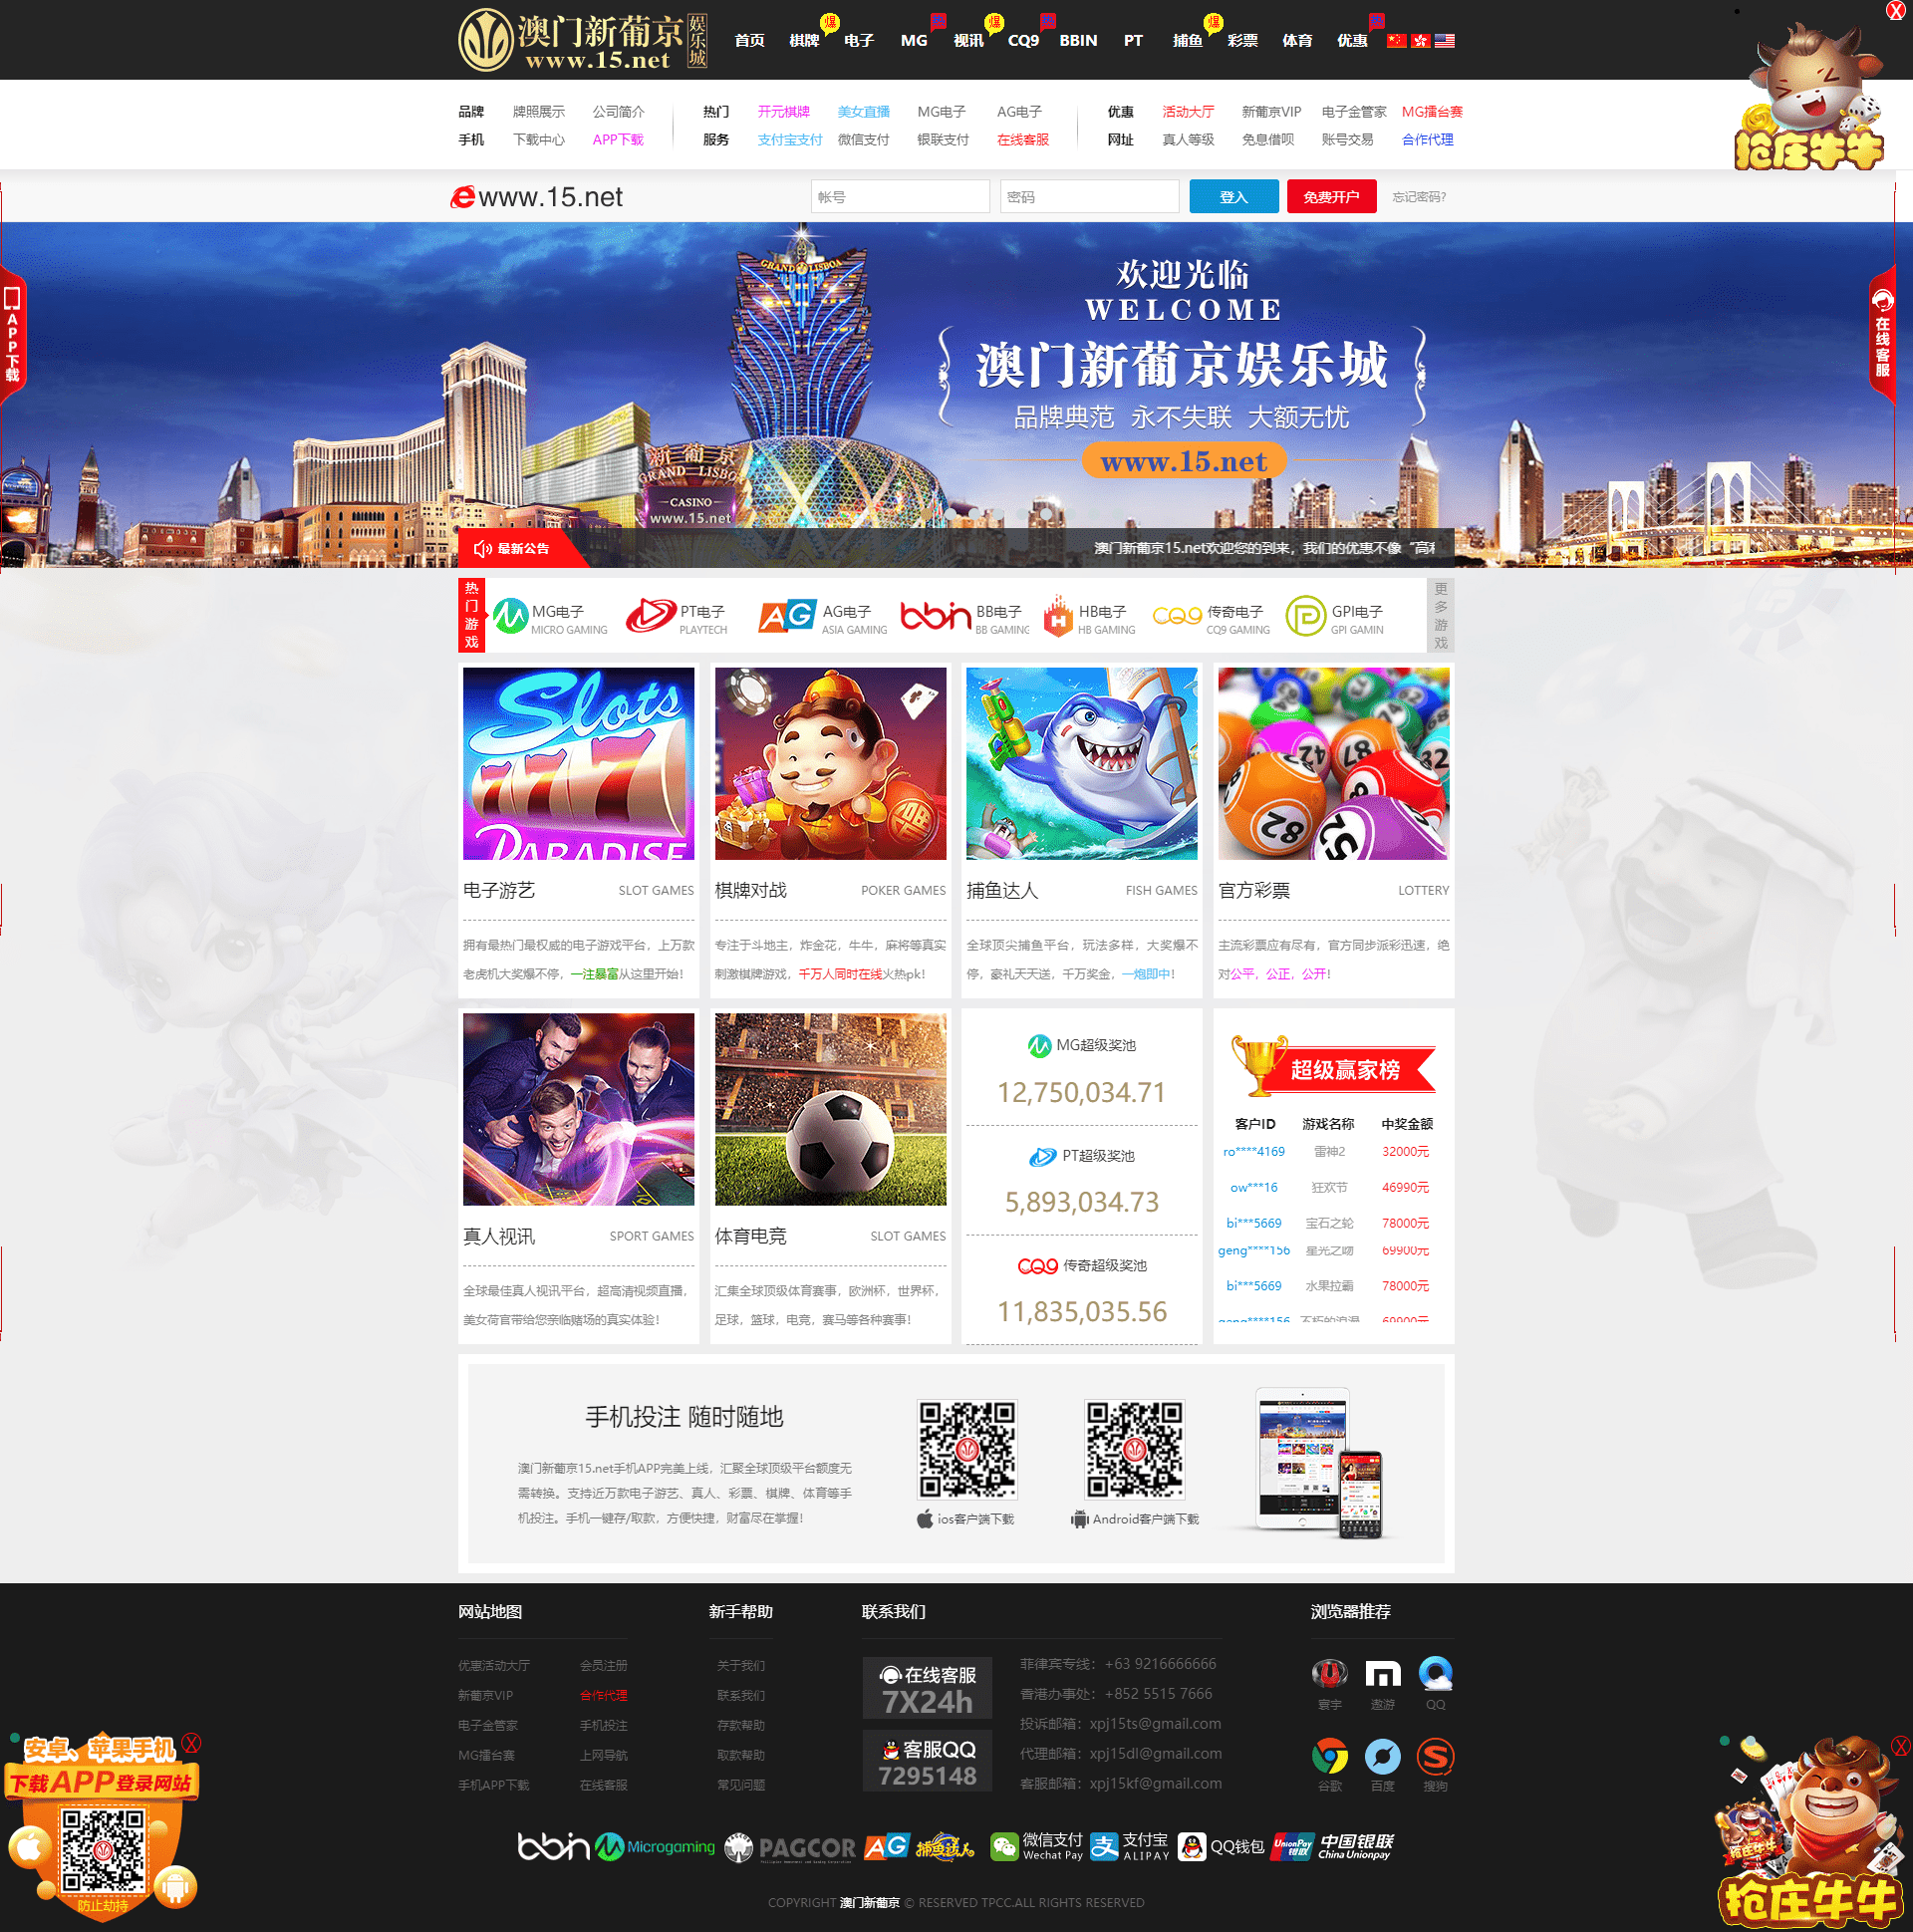 澳门新葡京 娱乐城
www.15.net
首页 棋牌 爆 电子 MG 视讯 爆 CQ9 BBIN PT 捕鱼 爆 彩票 体育 优惠
品牌 牌照展示 公司简介 热门 开元棋牌 美女直播 MG电子 AG电子 优惠 活动大厅 新葡京VIP 电子金管家 MG擂台赛
手机 下载中心 APP下载 服务 支付宝支付 微信支付 银联支付 在线客服 网址 真人等级 免息借呗 账号交易 合作代理
抢庄牛牛
www.15.net 帐号 密码 登入 免费开户 忘记密码?
APP下载
在线客服
GRAND LISBOA
欢迎光临
WELCOME
澳门新葡京娱乐城
品牌典范 永不失联 大额无忧
www.15.net
新葡京
GRAND LISBO
CASINO
www.15.net
最新公告 澳门新葡京15.net欢迎您的到来，我们的优惠不像“高
热门游戏
MG电子 PT电子 AG电子 BB电子 HB电子 传奇电子 GPI电子
MICRO GAMING PLAYTECH ASIA GAMING BB GAMING HB GAMING CQ9 GAMING GPI GAMIN
更多游戏
Slots
777
PARADISE
电子游艺 SLOT GAMES
拥有最热门最权威的电子游戏平台，上万款
老虎机大奖爆不停，一注暴富从这里开始!
棋牌对战 POKER GAMES
专注于斗地主，炸金花，牛牛，麻将等真实
刺激棋牌游戏，千万人同时在线火热pk!
捕鱼达人 FISH GAMES
全球顶尖捕鱼平台，玩法多样，大奖爆不
停，豪礼天天送，千万奖金，一炮即中!
官方彩票 LOTTERY
主流彩票应有尽有，官方同步派彩迅速，绝
对公平，公正，公开!
真人视讯 SPORT GAMES
全球最佳真人视讯平台，超高清视频直播，
美女荷官带给您亲临赌场的真实体验!
体育电竞 SLOT GAMES
汇集全球顶级体育赛事，欧洲杯，世界杯，
足球，篮球，电竞，赛马等各种赛事!
MG超级奖池
12,750,034.71
PT超级奖池
5,893,034.73
CQ9 传奇超级奖池
11,835,035.56
超级赢家榜
客户ID 游戏名称 中奖金额
ro****4169 雷神2 32000元
ow***16 狂欢节 46990元
bi***5669 宝石之轮 78000元
geng****156 星光之吻 69900元
bi***5669 水果拉霸 78000元
geng****156 不朽的浪漫 69900元
手机投注 随时随地
澳门新葡京15.net手机APP完美上线，汇聚全球顶级平台额度无
需转换。支持近万款电子游艺、真人、彩票、棋牌、体育等手
机投注。手机一键存/取款，方便快捷，财富尽在掌握!
ios客户端下载
Android客户端下载
网站地图 新手帮助 联系我们 浏览器推荐
优惠活动大厅 会员注册
新葡京VIP 合作代理
电子金管家 手机投注
MG擂台赛 上网导航
手机APP下载 在线客服
关于我们
联系我们
存款帮助
取款帮助
常见问题
在线客服
7X24h
客服QQ
7295148
菲律宾专线：+63 9216666666
香港办事处：+852 5515 7666
投诉邮箱：xpj15ts@gmail.com
代理邮箱：xpj15dl@gmail.com
客服邮箱：xpj15kf@gmail.com
寰宇 遨游 QQ
谷歌 百度 搜狗
安卓、苹果手机
下载APP登录网站
防止劫持
抢庄牛牛
bbin Microgaming PAGCOR AG 捕鱼达人 微信支付 Wechat Pay 支付宝 ALIPAY QQ钱包 UnionPay 银联 中国银联 China Unionpay
COPYRIGHT 澳门新葡京 © RESERVED TPCC.ALL RIGHTS RESERVED